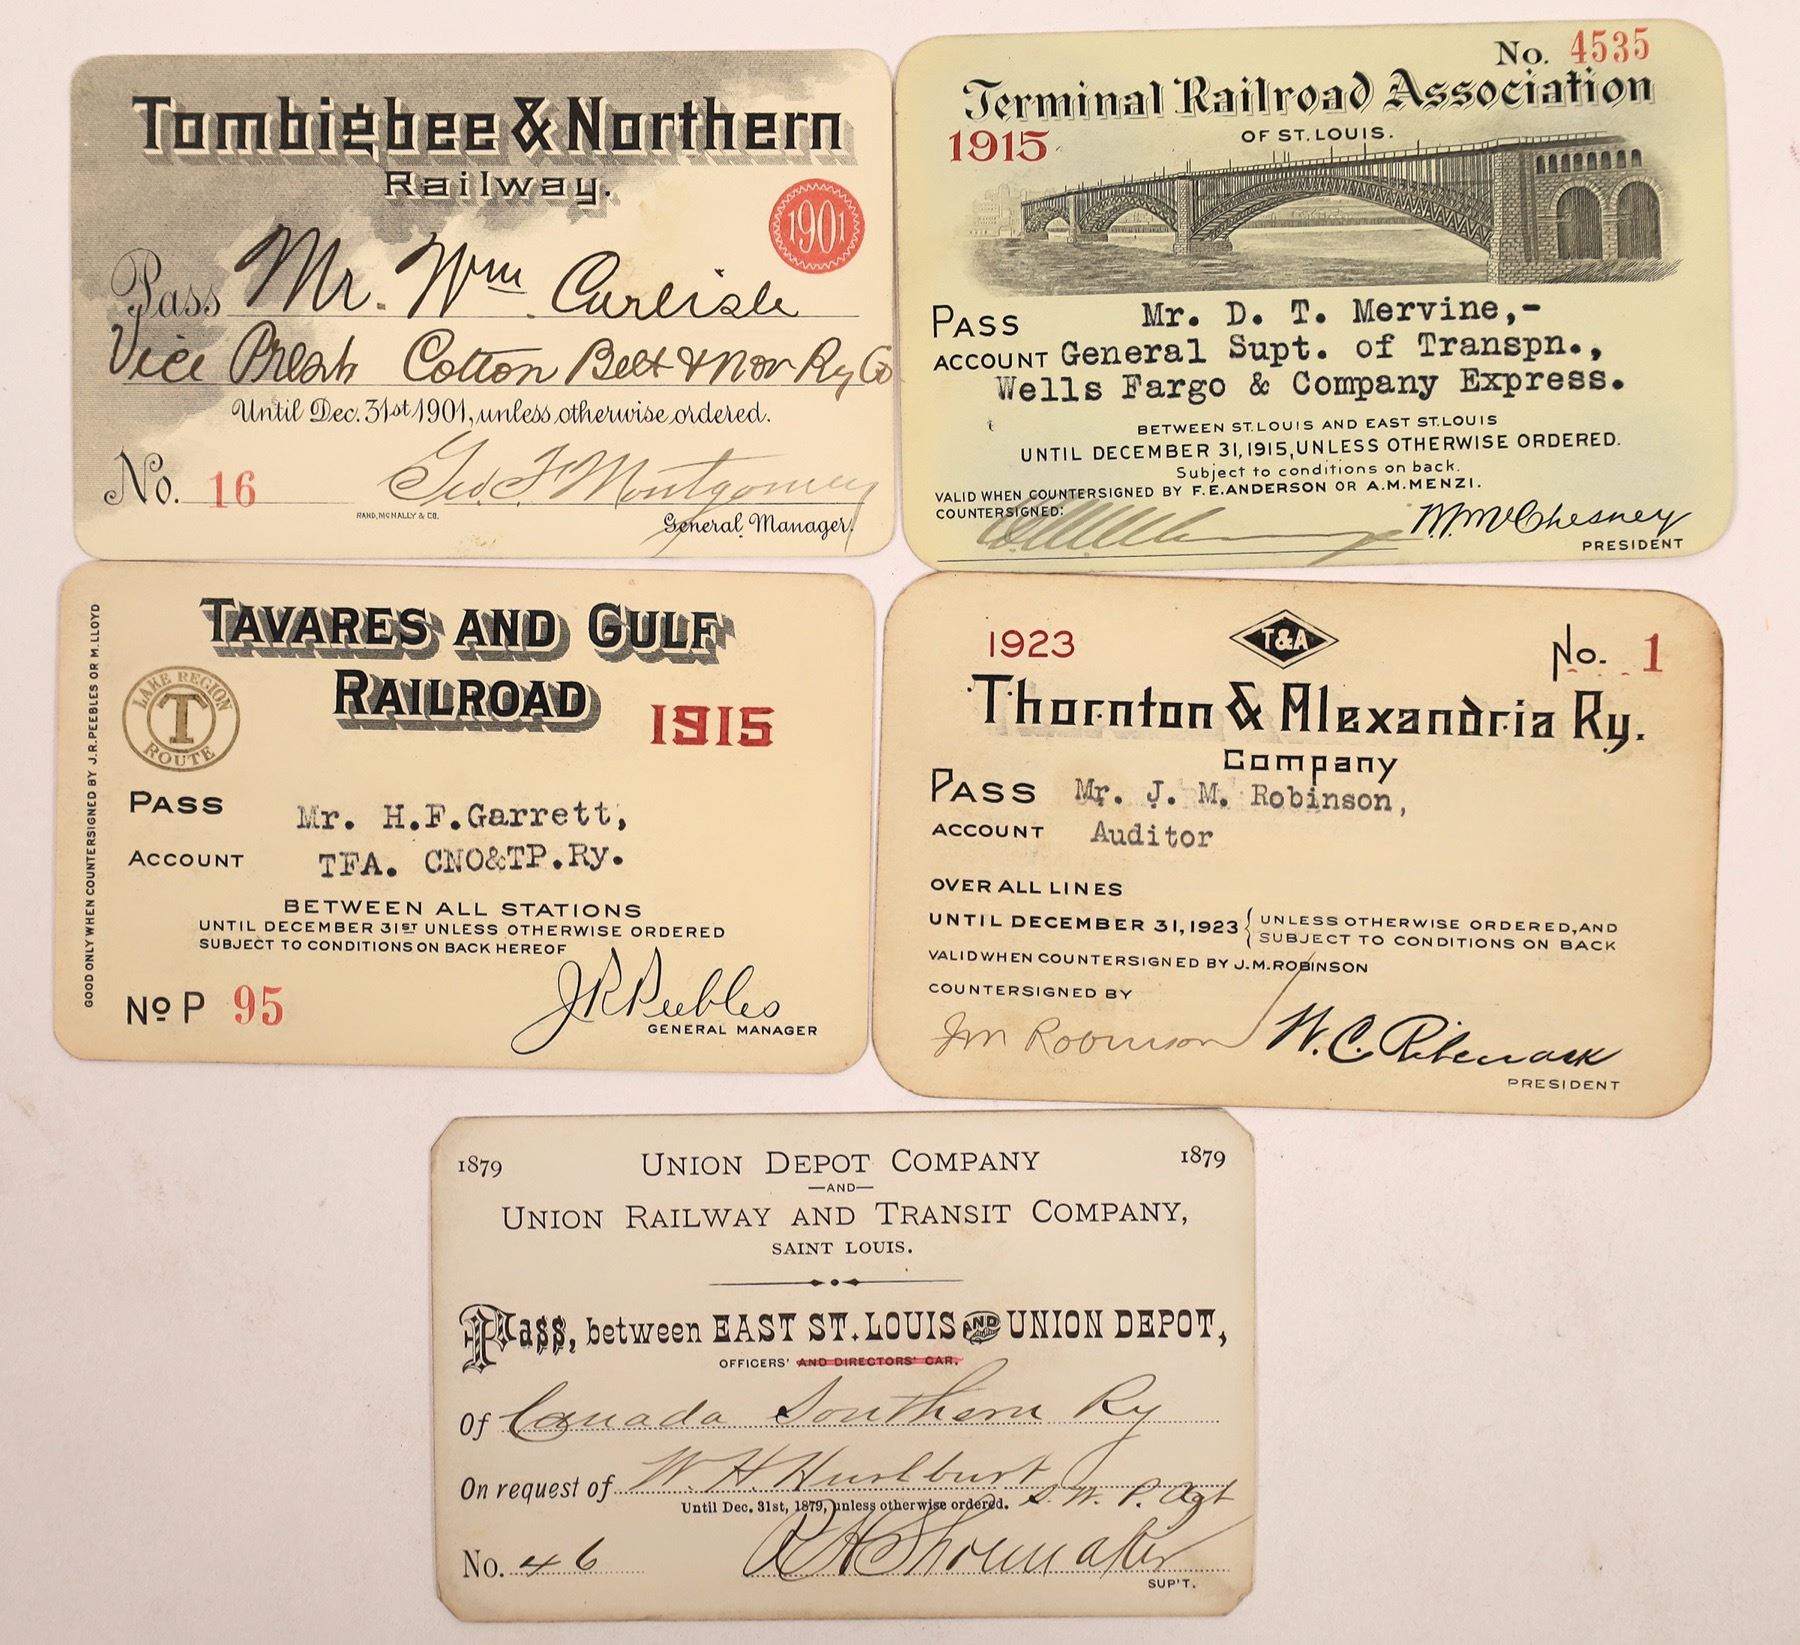 Tombigbee & Northern
Railway.
1901
Pass Mr. Wm. Carlisle
Vice Prest Cotton Belt & Nor Ry Co
Until Dec. 31st 1901, unless otherwise ordered.
No. 16
Geo. F. Montgomery
RAND, McNALLY & CO.
General Manager.
No. 4535
Terminal Railroad Association
1915
OF ST. LOUIS.
PASS Mr. D. T. Mervine,-
ACCOUNT General Supt. of Transpn.,
Wells Fargo & Company Express.
BETWEEN ST. LOUIS AND EAST ST. LOUIS
UNTIL DECEMBER 31, 1915, UNLESS OTHERWISE ORDERED.
Subject to conditions on back.
VALID WHEN COUNTERSIGNED BY F. E. ANDERSON OR A. M. MENZI.
COUNTERSIGNED:
W. McChesney
PRESIDENT
GOOD ONLY WHEN COUNTERSIGNED BY J. R. PEEBLES OR M. LLOYD
TAVARES AND GULF
RAILROAD
LAKE REGION
T
ROUTE
1915
PASS Mr. H.F.Garrett,
ACCOUNT TFA. CNO&TP.Ry.
BETWEEN ALL STATIONS
UNTIL DECEMBER 31ST UNLESS OTHERWISE ORDERED
SUBJECT TO CONDITIONS ON BACK HEREOF
No P 95
J R Peebles
GENERAL MANAGER
1923
T&A
No. 1
Thornton & Alexandria Ry.
Company
PASS Mr. J. M. Robinson,
ACCOUNT Auditor
OVER ALL LINES
UNTIL DECEMBER 31, 1923 { UNLESS OTHERWISE ORDERED, AND
SUBJECT TO CONDITIONS ON BACK
VALID WHEN COUNTERSIGNED BY J. M. ROBINSON
COUNTERSIGNED BY
J M Robinson
W. C. Ribenack
PRESIDENT
1879 UNION DEPOT COMPANY 1879
—AND—
UNION RAILWAY AND TRANSIT COMPANY,
SAINT LOUIS.
Pass, between EAST ST. LOUIS AND UNION DEPOT,
OFFICERS' AND DIRECTORS' CAR.
Of Canada Southern Ry
On request of W. H. Hurlburt
S. W. P. Agt
Until Dec. 31st, 1879, unless otherwise ordered.
No. 46
Shoemaker
SUP'T.